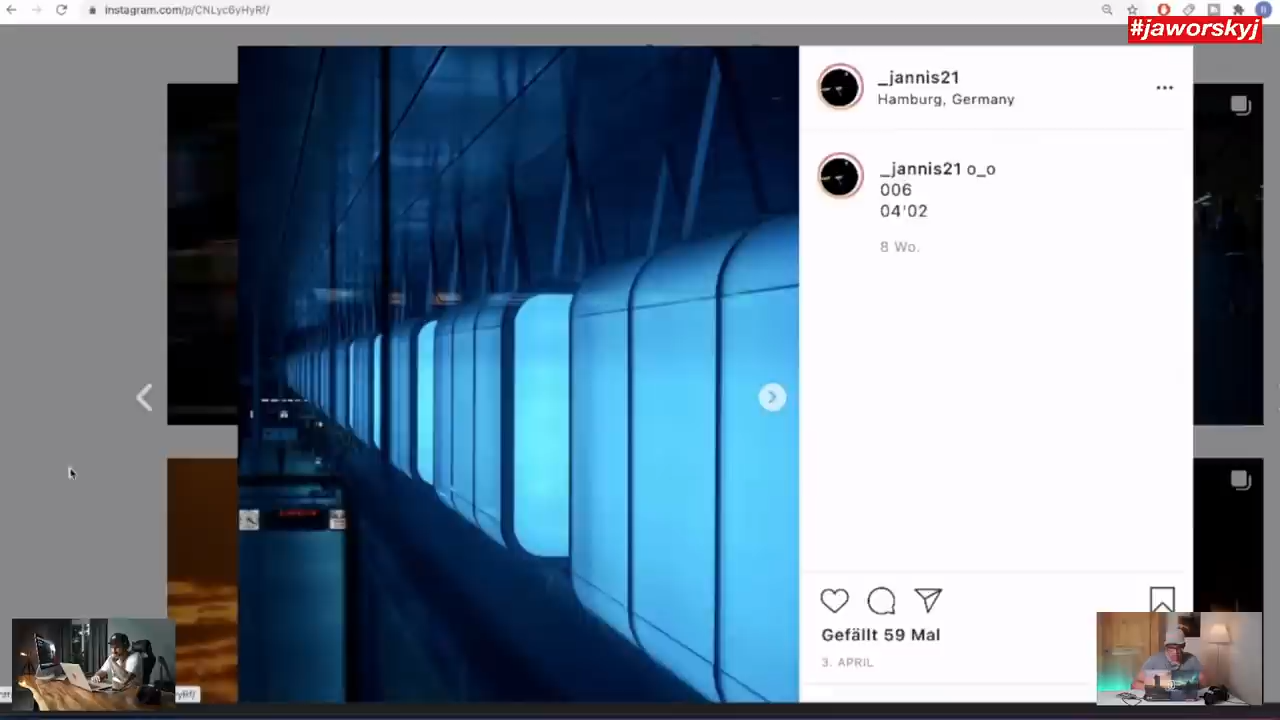 instagram.com/p/CNLyc6yHyRf/
#jaworskyj
_jannis21
Hamburg, Germany
_jannis21 o_o
006
04'02
8 Wo.
Gefällt 59 Mal
3. APRIL